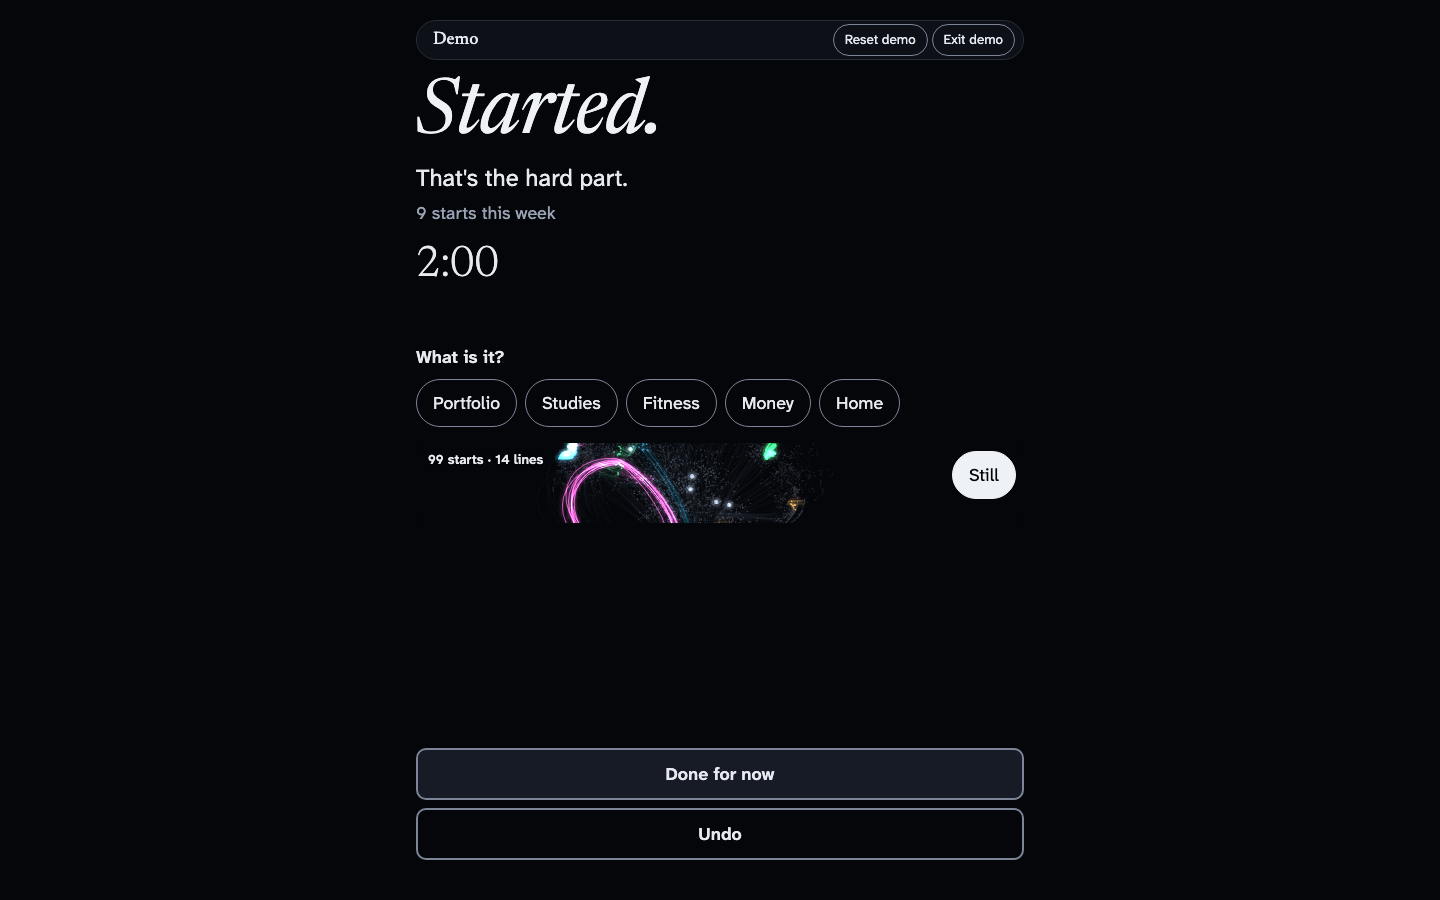 Demo
Reset demo
Exit demo
Started.
That's the hard part.
9 starts this week
2:00
What is it?
Portfolio
Studies
Fitness
Money
Home
99 starts · 14 lines
Still
Done for now
Undo